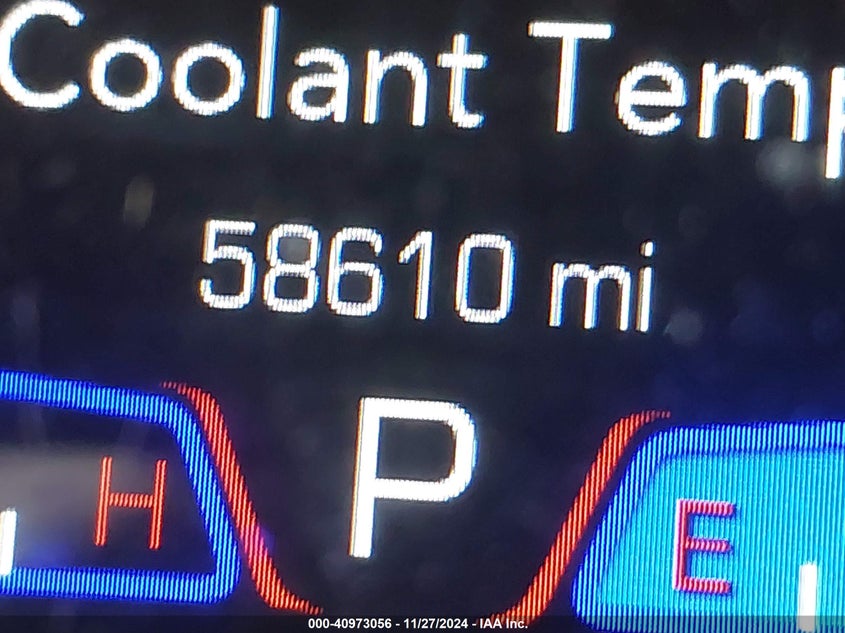 Coolant Temp
58610 mi
P
H
E
000-40973056 - 11/27/2024 - IAA Inc.